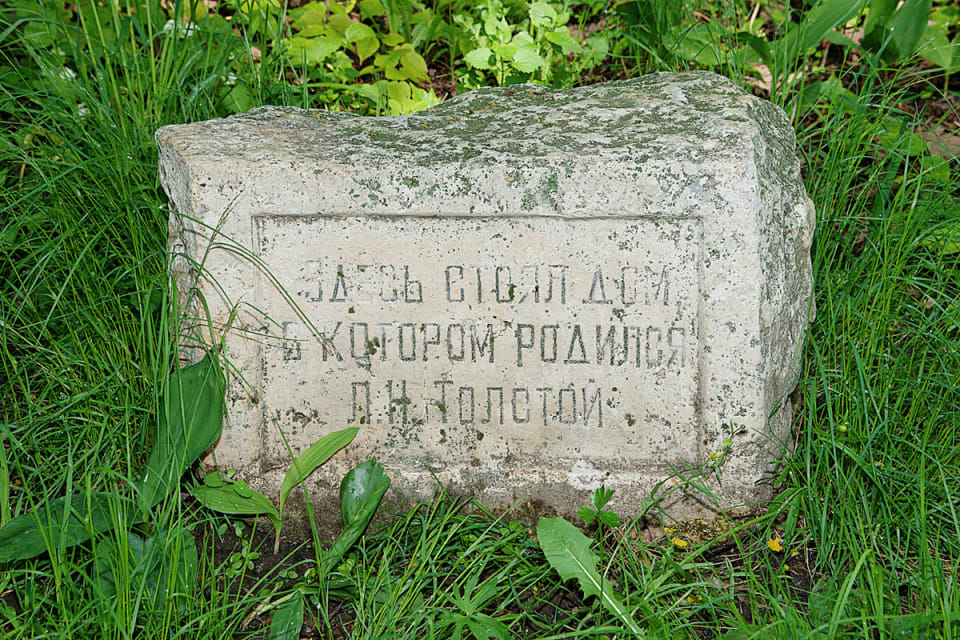 Здесь стоял дом,
в котором родился
Л.Н.Толстой